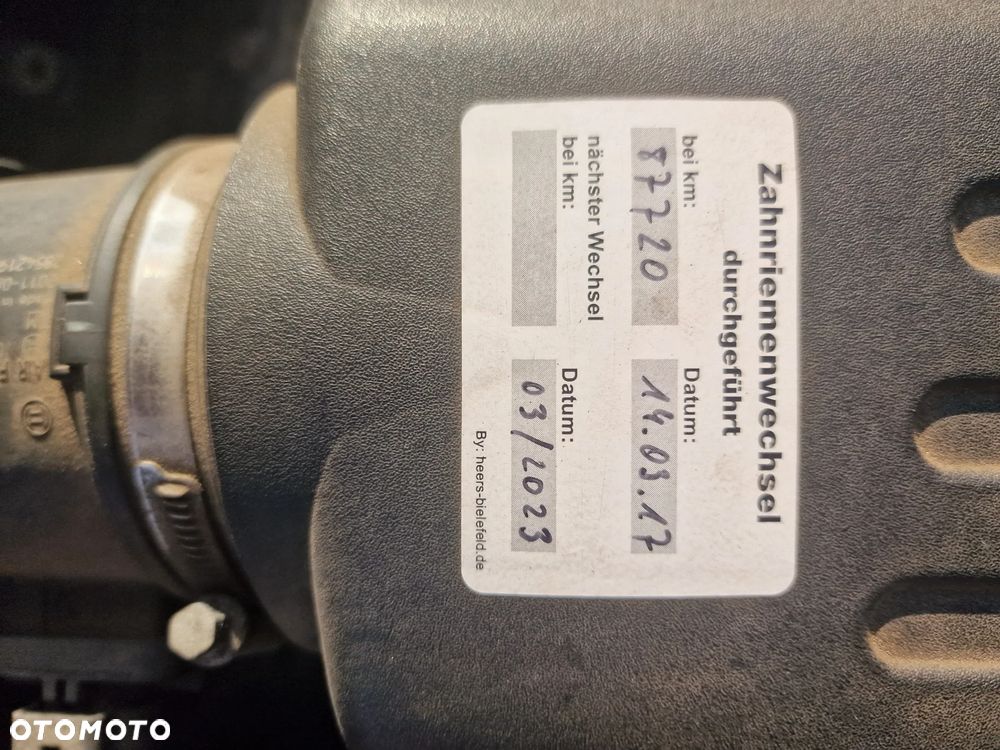 Zahnriemenwechsel
durchgeführt
bei km: Datum:
87720 14.03.17
nächster Wechsel
bei km: Datum:
03/2023
By: heers-bielefeld.de
OTOMOTO